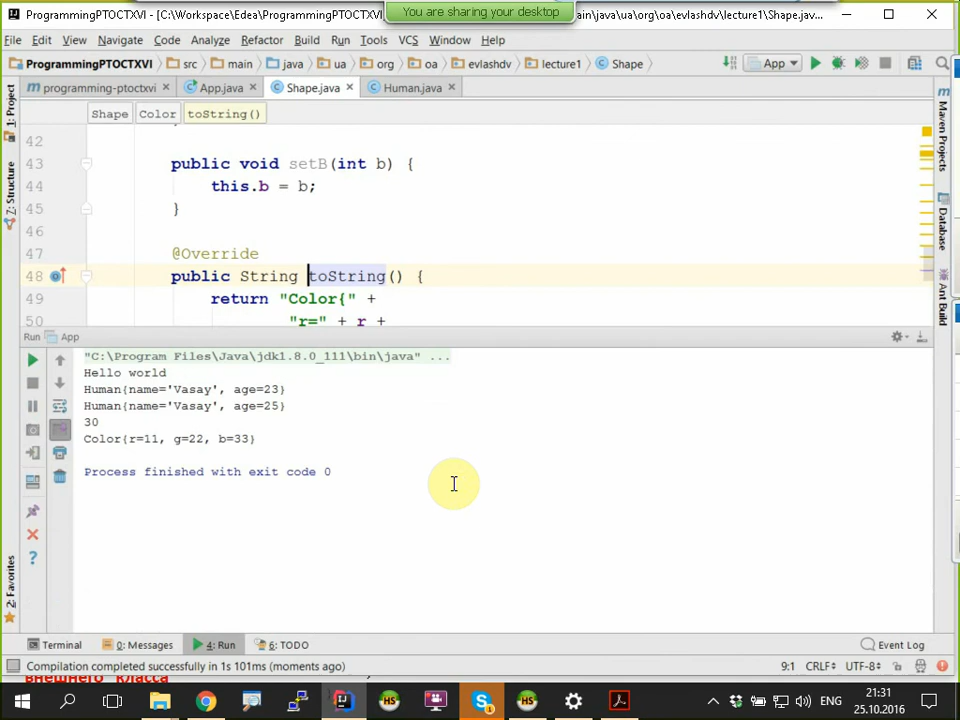 ProgrammingPTOCTXVI - [C:\Workspace\Edea\ProgrammingPTOCTXVI
You are sharing your desktop
ain\java\ua\org\oa\evlashdv\lecture1\Shape.java...
File Edit View Navigate Code Analyze Refactor Build Run Tools VCS Window Help
ProgrammingPTOCTXVI src main java ua org oa evlashdv lecture1 Shape App
programming-ptoctxvi App.java Shape.java Human.java
Shape Color toString()
42
43 public void setB(int b) {
44 this.b = b;
45 }
46
47 @Override
48 public String toString() {
49 return "Color{" +
50 "r=" + r +
Run App
"C:\Program Files\Java\jdk1.8.0_111\bin\java" ...
Hello world
Human{name='Vasay', age=23}
Human{name='Vasay', age=25}
30
Color{r=11, g=22, b=33}
Process finished with exit code 0
1: Project
Z: Structure
2: Favorites
Maven Projects
Database
Ant Build
Terminal 0: Messages 4: Run 6: TODO Event Log
Compilation completed successfully in 1s 101ms (moments ago) 9:1 CRLF UTF-8
внешнего класса
ENG 21:31
25.10.2016